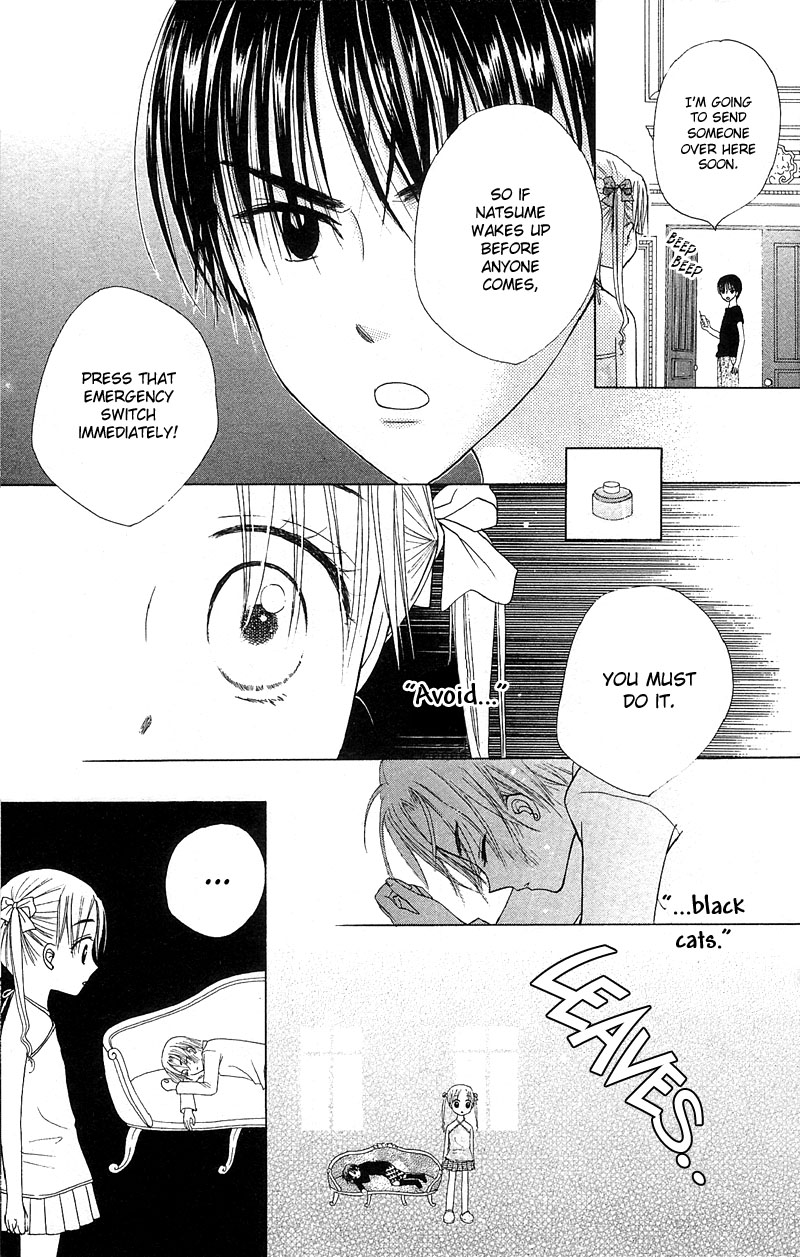 I'M GOING
TO SEND
SOMEONE
OVER HERE
SOON.
BEEP
BEEP
SO IF
NATSUME
WAKES UP
BEFORE
ANYONE
COMES,
PRESS THAT
EMERGENCY
SWITCH
IMMEDIATELY!
YOU MUST
DO IT.
"Avoid..."
"...black
cats."
...
LEAVES...